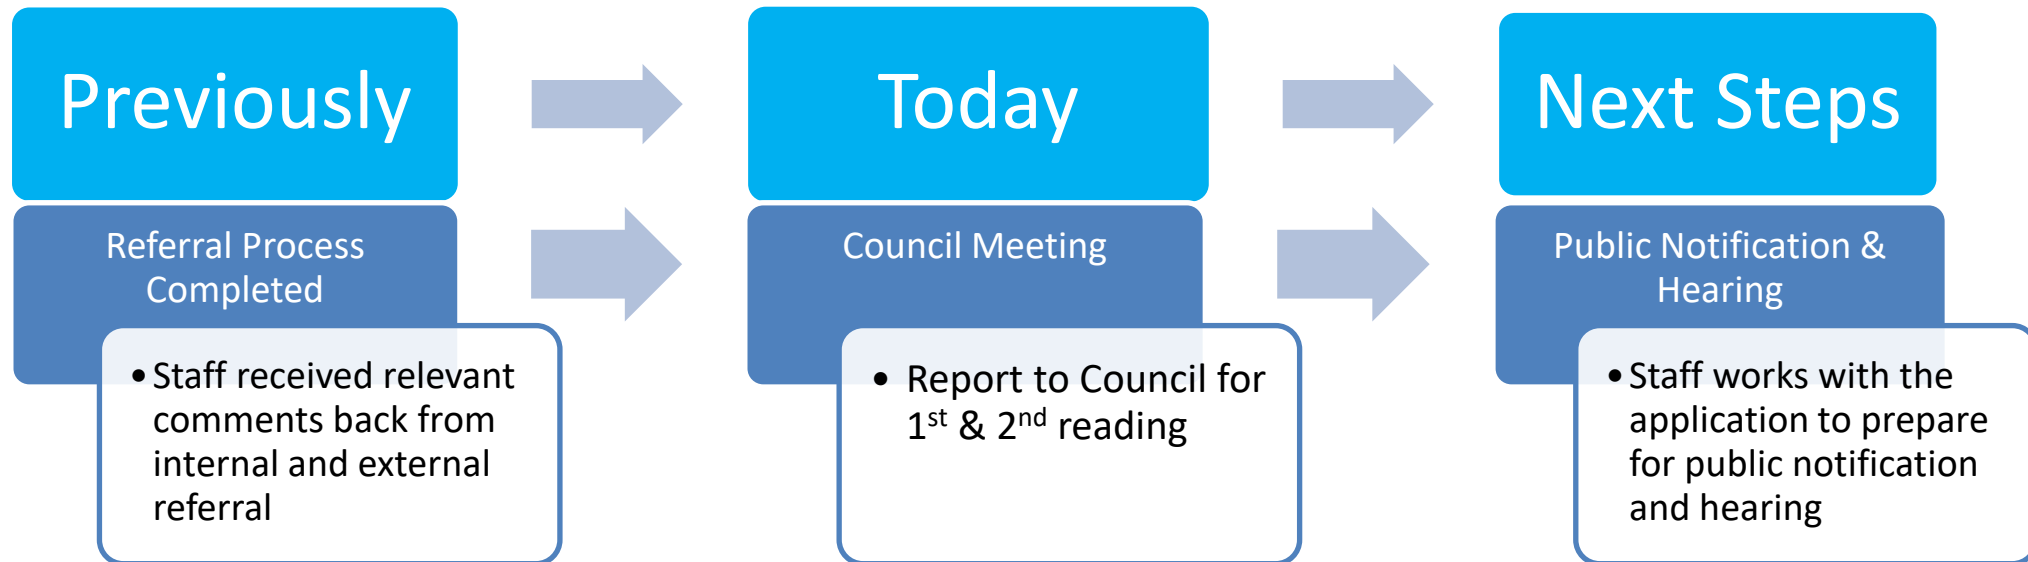 Previously
Today
Next Steps
Referral Process
Completed
• Staff received relevant
comments back from
internal and external
referral
Council Meeting
• Report to Council for
1st & 2nd reading
Public Notification &
Hearing
• Staff works with the
application to prepare
for public notification
and hearing